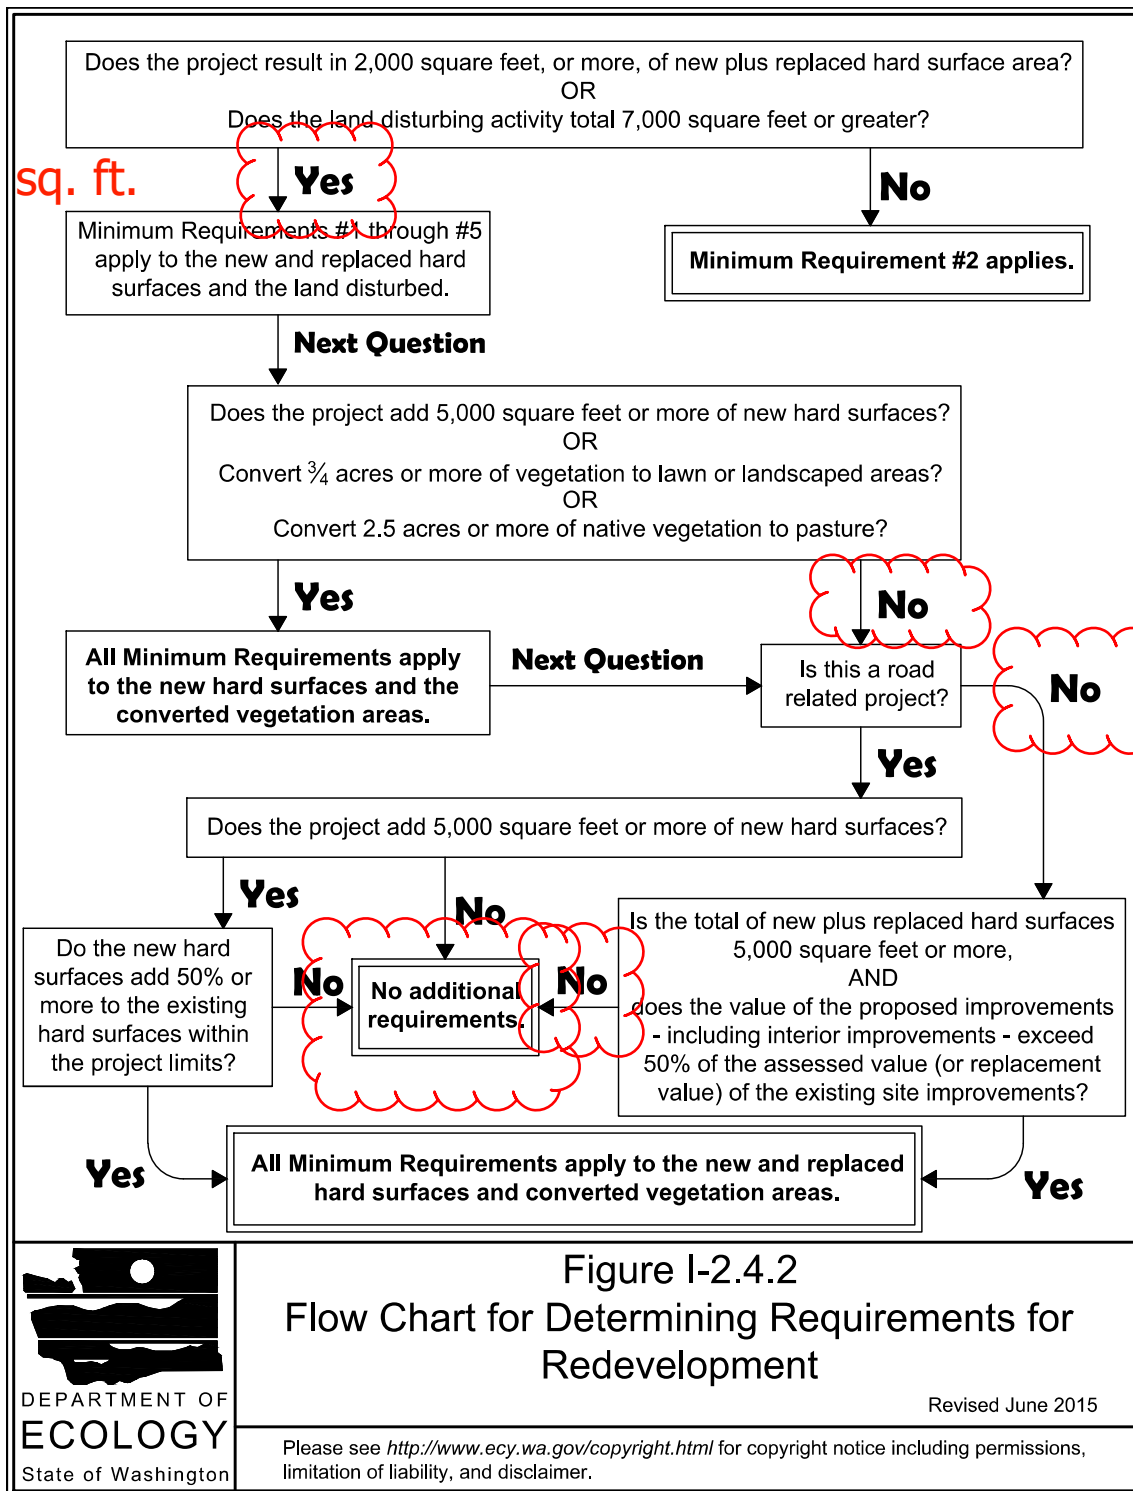 Does the project result in 2,000 square feet, or more, of new plus replaced hard surface area?
OR
Does the land disturbing activity total 7,000 square feet or greater?
sq. ft.
Yes
No
Minimum Requirements #1 through #5
apply to the new and replaced hard
surfaces and the land disturbed.
Minimum Requirement #2 applies.
Next Question
Does the project add 5,000 square feet or more of new hard surfaces?
OR
Convert ¾ acres or more of vegetation to lawn or landscaped areas?
OR
Convert 2.5 acres or more of native vegetation to pasture?
Yes
No
All Minimum Requirements apply
to the new hard surfaces and the
converted vegetation areas.
Next Question
Is this a road
related project?
No
Yes
Does the project add 5,000 square feet or more of new hard surfaces?
Yes
No
Do the new hard
surfaces add 50% or
more to the existing
hard surfaces within
the project limits?
No
No additional
requirements.
No
Is the total of new plus replaced hard surfaces
5,000 square feet or more,
AND
does the value of the proposed improvements
- including interior improvements - exceed
50% of the assessed value (or replacement
value) of the existing site improvements?
Yes
All Minimum Requirements apply to the new and replaced
hard surfaces and converted vegetation areas.
Yes
DEPARTMENT OF
ECOLOGY
State of Washington
Figure I-2.4.2
Flow Chart for Determining Requirements for
Redevelopment
Revised June 2015
Please see http://www.ecy.wa.gov/copyright.html for copyright notice including permissions,
limitation of liability, and disclaimer.